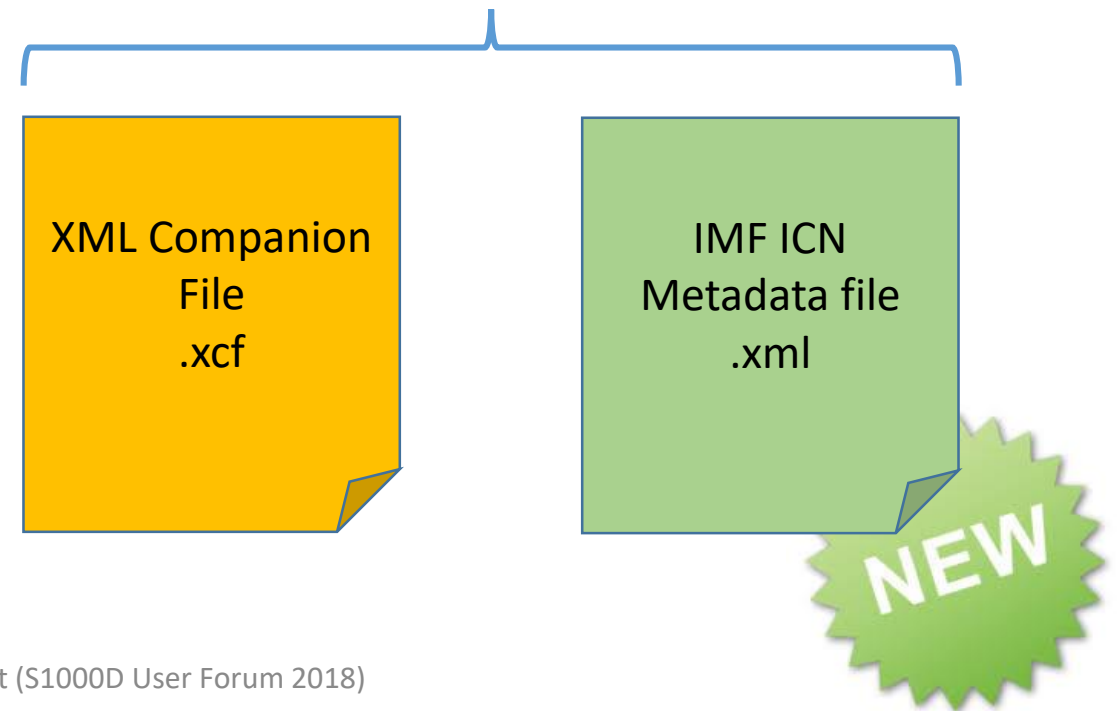 XML Companion
File
.xcf
IMF ICN
Metadata file
.xml
NEW
t (S1000D User Forum 2018)